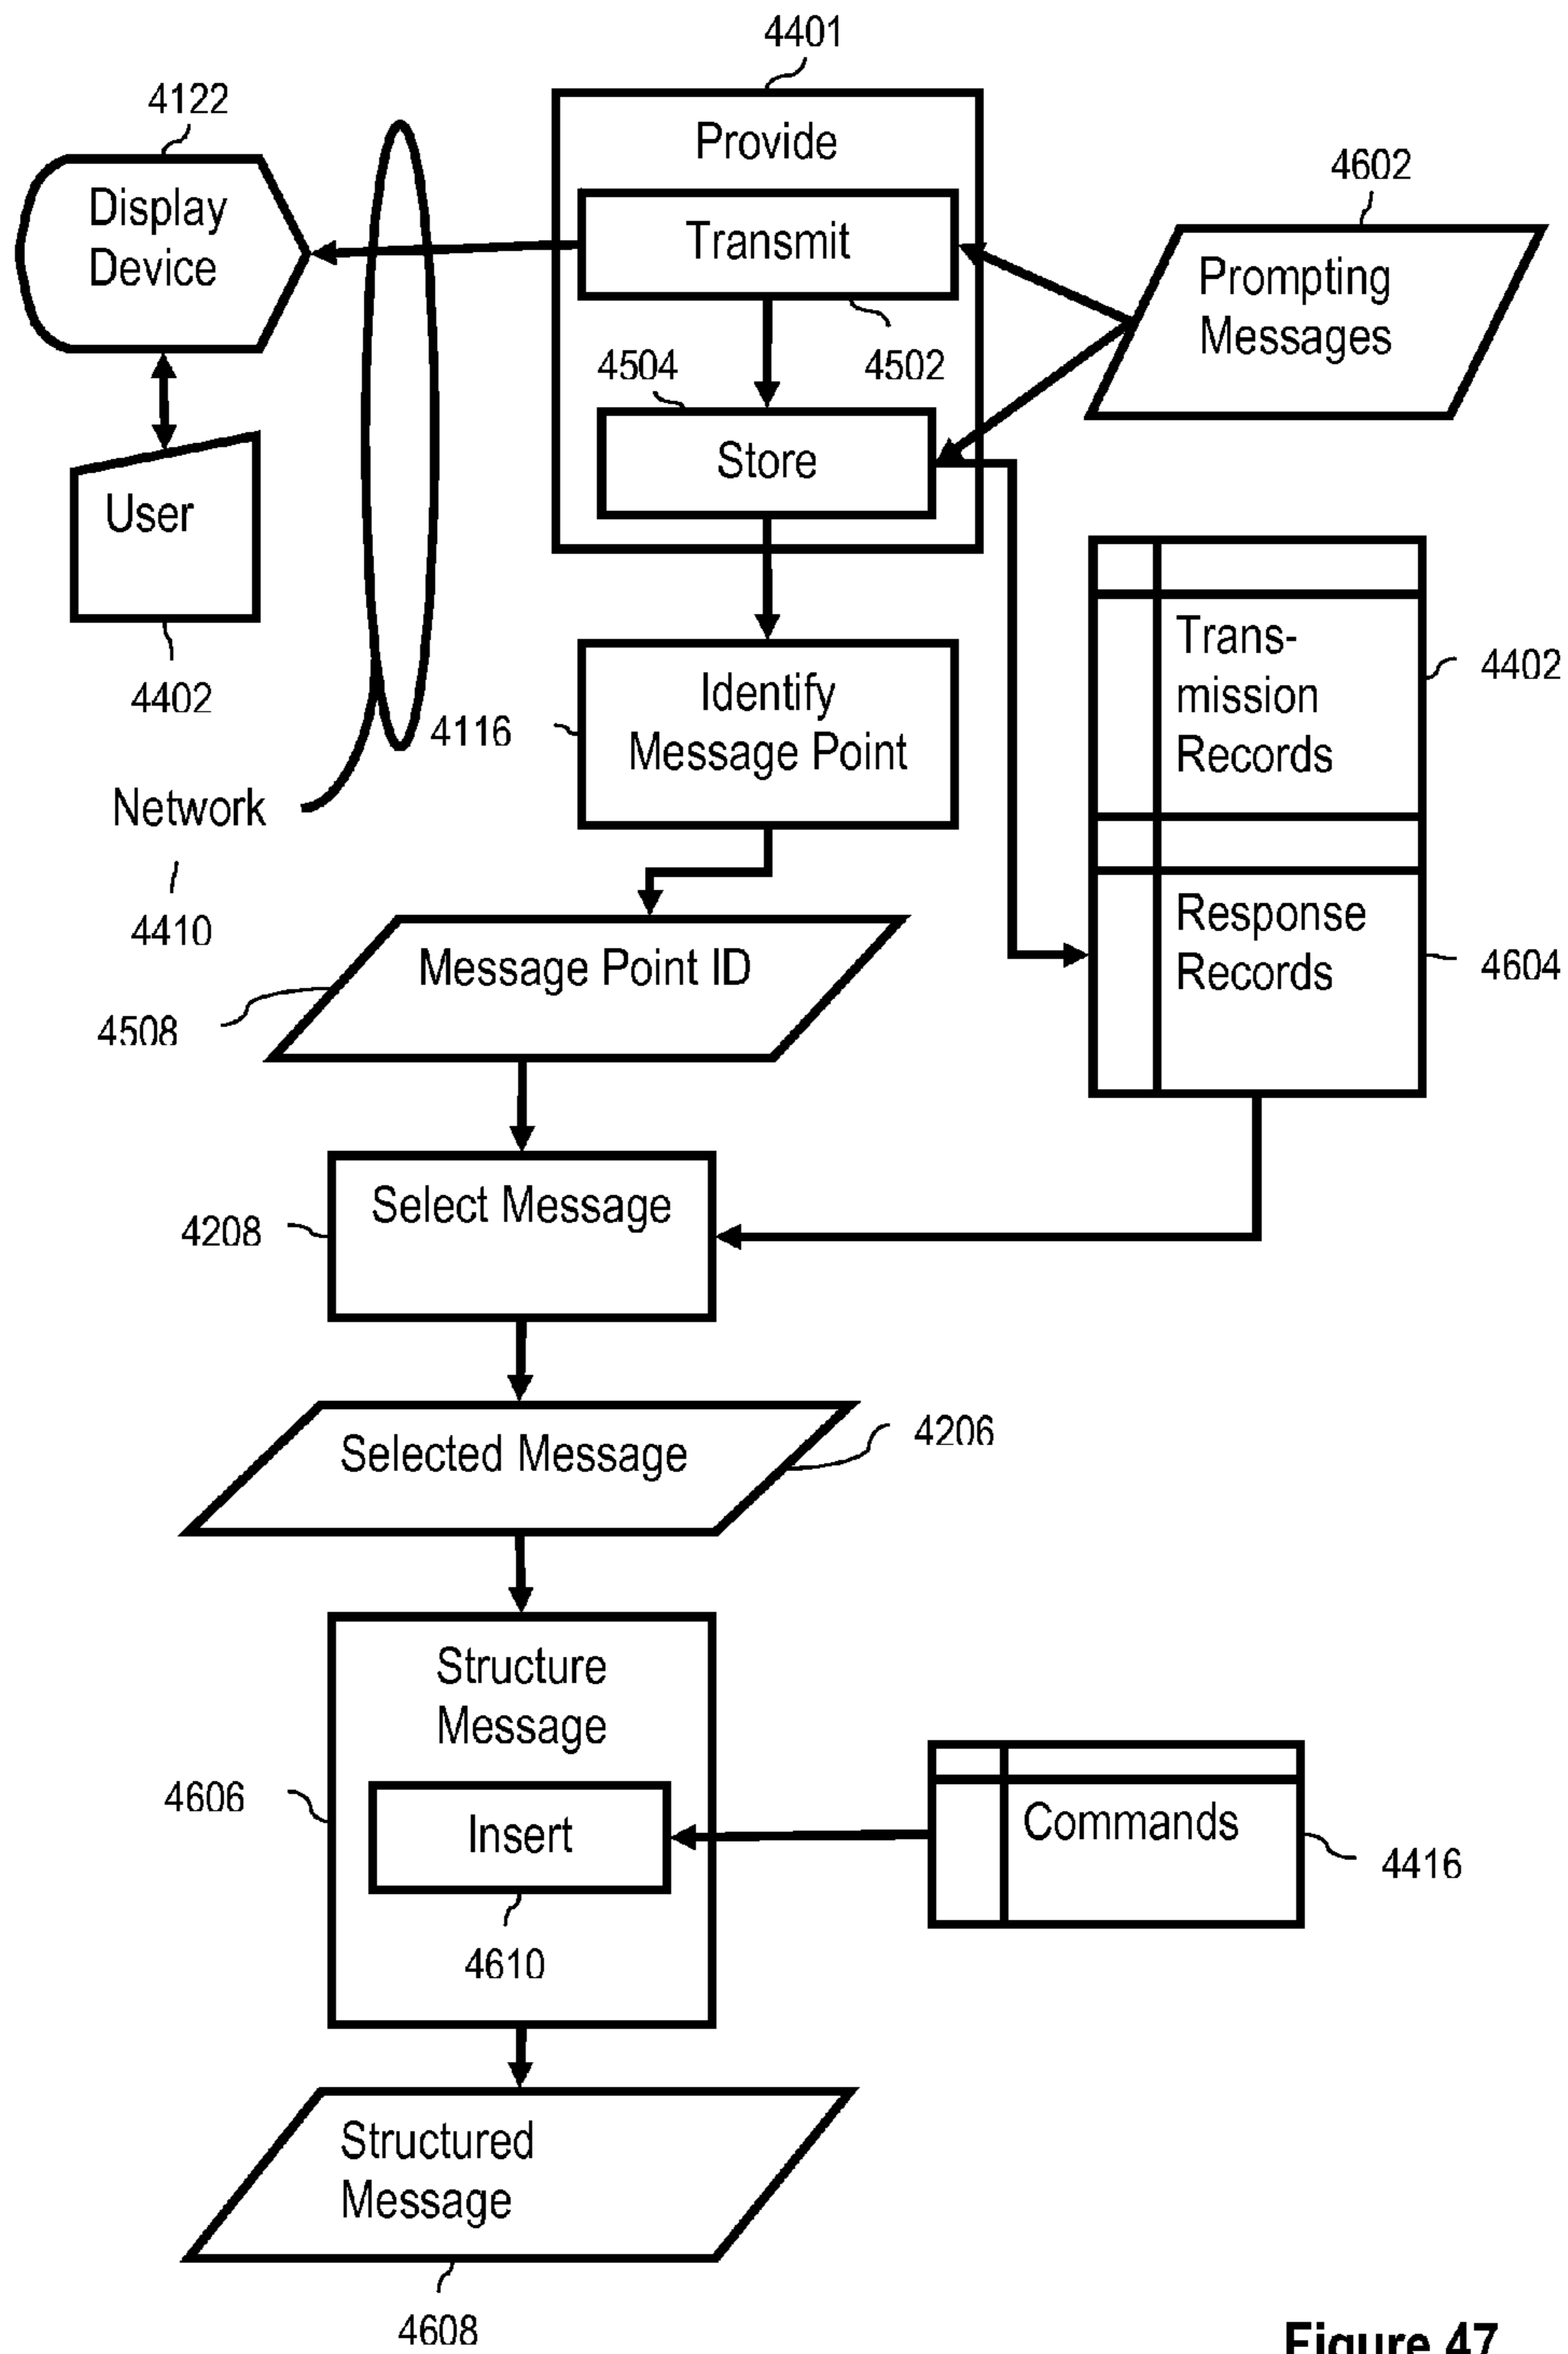 4401
4122
Provide
4602
Display
Device
Transmit
Prompting
Messages
4504
4502
Store
User
4402
Trans-
mission
Records
4402
Identify
Message Point
4116
Network
4410
Response
Records
4604
Message Point ID
4508
Select Message
4208
Selected Message
4206
Structure
Message
4606
Insert
Commands
4416
4610
Structured
Message
4608
Figure 47